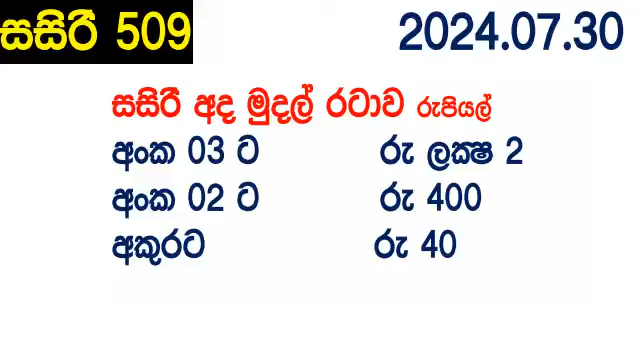 සසිරි 509
2024.07.30
සසිරි අද මුදල් රටාව රුපියල්
අංක 03 ට රු ලක්‍ෂ 2
අංක 02 ට රු 400
අකුරට රු 40